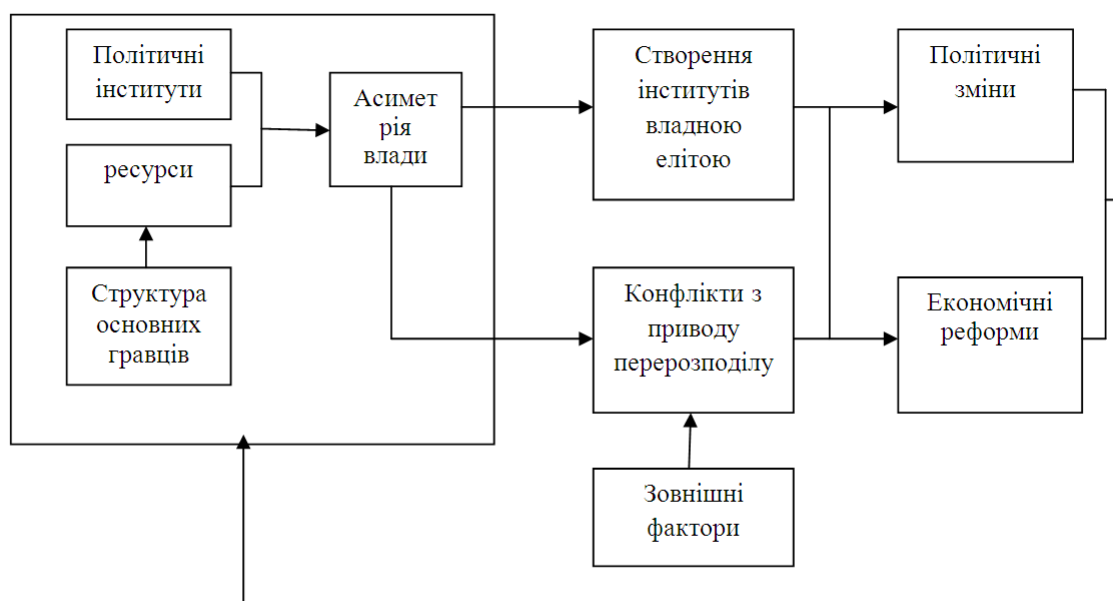 Політичні
інститути
ресурси
Структура
основних
гравців
Асимет
рія
влади
Створення
інститутів
владною
елітою
Конфлікти з
приводу
перерозподілу
Зовнішні
фактори
Політичні
зміни
Економічні
реформи